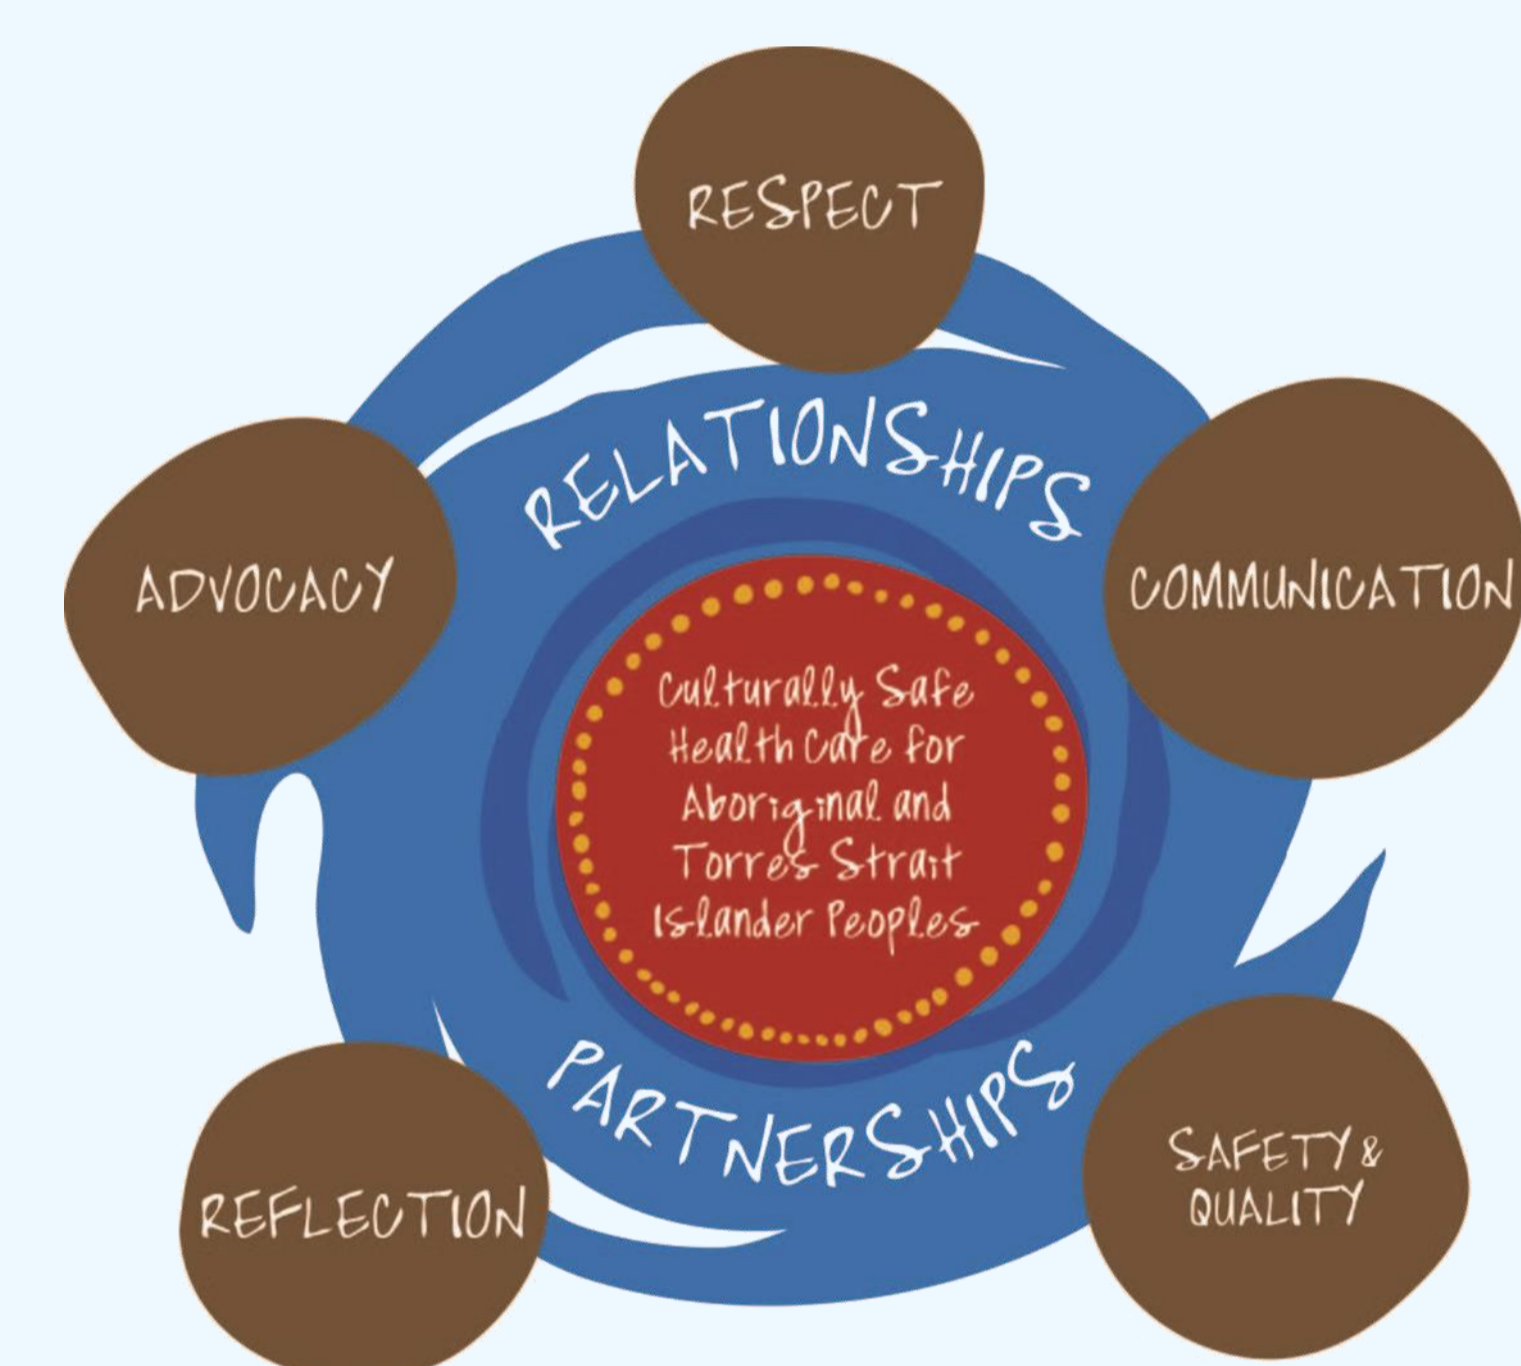 RESPECT
RELATIONSHIPS
ADVOCACY
COMMUNICATION
Culturally Safe
Health Care for
Aboriginal and
Torres Strait
Islander Peoples
PARTNERSHIPS
REFLECTION
SAFETY &
QUALITY